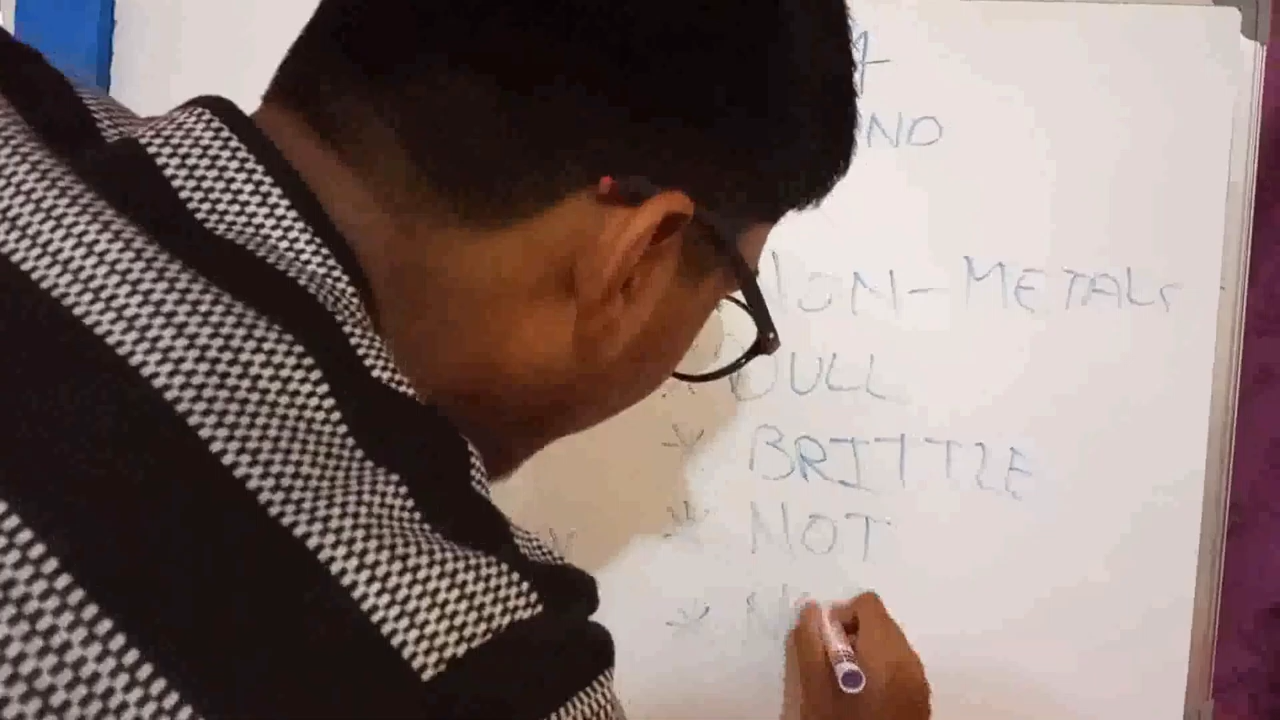 NO
NON-METALS
* DULL
* BRITTLE
* NOT
*